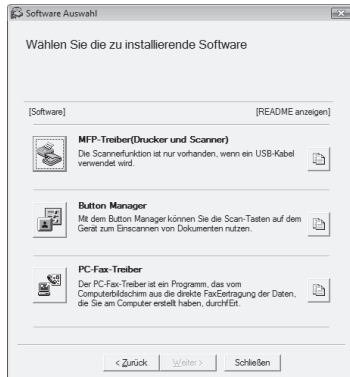 Software Auswahl
Wählen Sie die zu installierende Software
[Software] [README anzeigen]
MFP-Treiber(Drucker und Scanner)
Die Scannerfunktion ist nur vorhanden, wenn ein USB-Kabel
verwendet wird.
Button Manager
Mit dem Button Manager können Sie die Scan-Tasten auf dem
Gerät zum Einscannen von Dokumenten nutzen.
PC-Fax-Treiber
Der PC-Fax-Treiber ist ein Programm, das vom
Computerbildschirm aus die direkte FaxEertragung der Daten,
die Sie am Computer erstellt haben, durchfErt.
< Zurück Weiter > Schließen